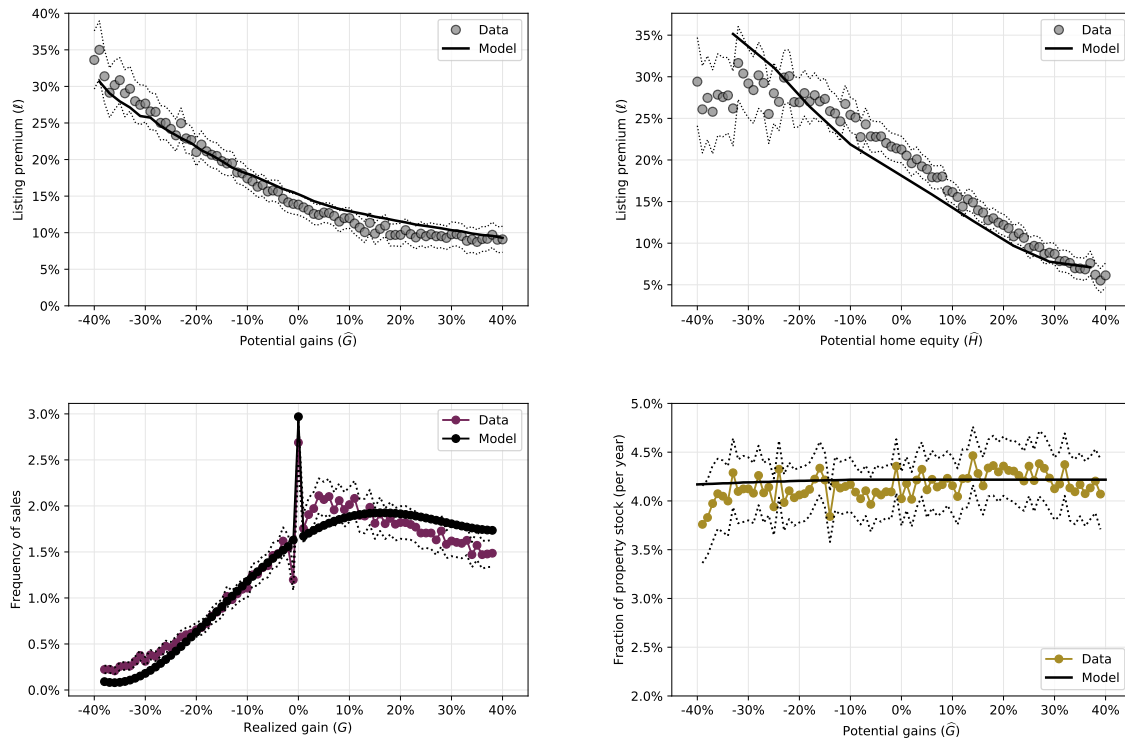 40%
35%
30%
25%
20%
15%
10%
5%
0%
Listing premium (ℓ)
Data
Model
-40% -30% -20% -10% 0% 10% 20% 30% 40%
Potential gains (Ĝ)
35%
30%
25%
20%
15%
10%
5%
Listing premium (ℓ)
Data
Model
-40% -30% -20% -10% 0% 10% 20% 30% 40%
Potential home equity (Ĥ)
3.0%
2.5%
2.0%
1.5%
1.0%
0.5%
0.0%
Frequency of sales
Data
Model
-40% -30% -20% -10% 0% 10% 20% 30% 40%
Realized gain (G)
5.0%
4.5%
4.0%
3.5%
3.0%
2.5%
2.0%
Fraction of property stock (per year)
Data
Model
-40% -30% -20% -10% 0% 10% 20% 30% 40%
Potential gains (Ĝ)